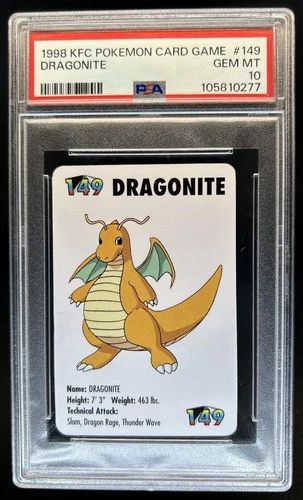 1998 KFC POKEMON CARD GAME #149
DRAGONITE GEM MT
10
PSA 105810277
149 DRAGONITE
Name: DRAGONITE
Height: 7' 3" Weight: 463 lbs.
Technical Attack:
Slam, Dragon Rage, Thunder Wave
149